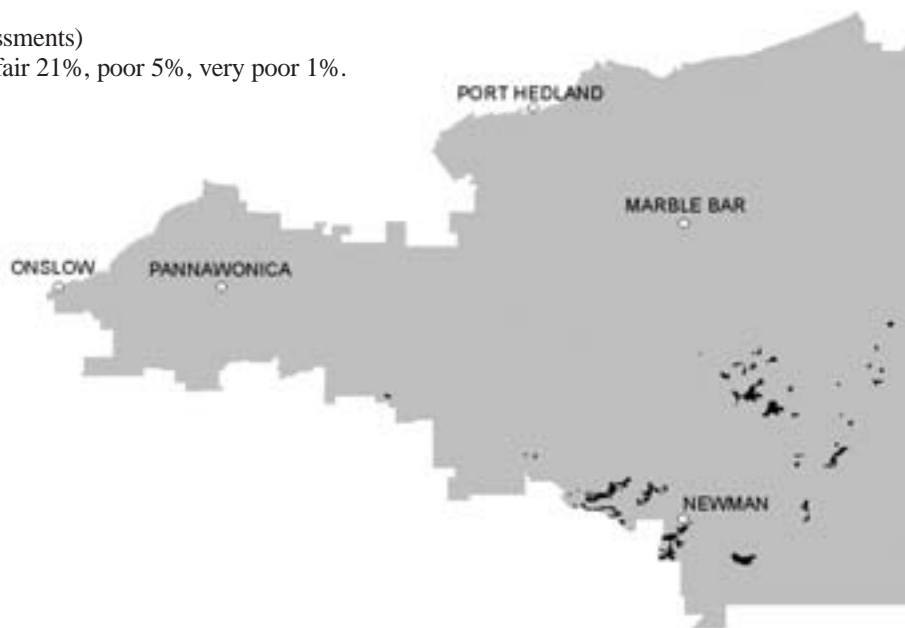 ssments)
fair 21%, poor 5%, very poor 1%.
PORT HEDLAND
MARBLE BAR
ONSLOW
PANNAWONICA
NEWMAN